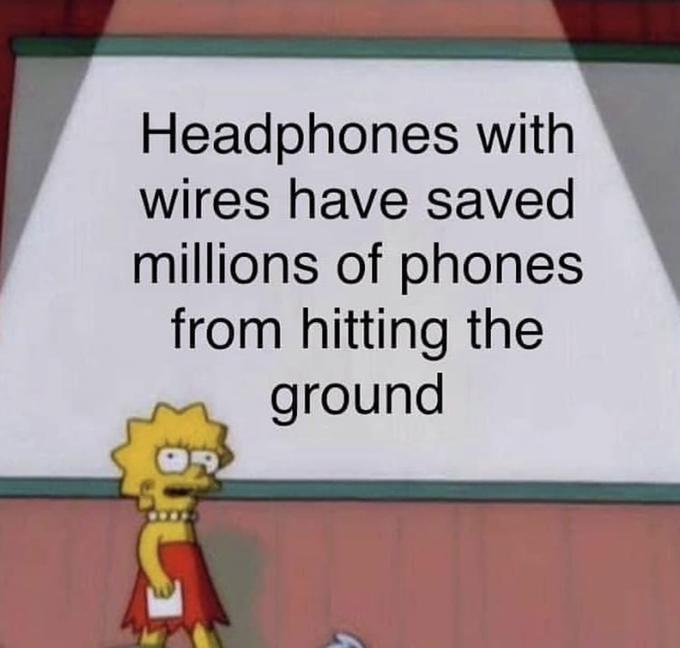 Headphones with
wires have saved
millions of phones
from hitting the
ground